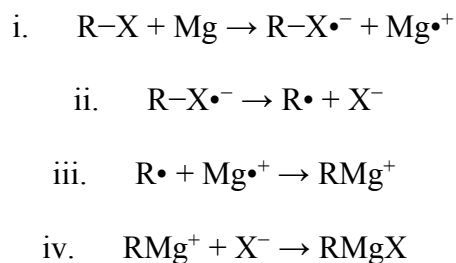 i. R−X + Mg → R−X•⁻ + Mg•⁺
ii. R−X•⁻ → R• + X⁻
iii. R• + Mg•⁺ → RMg⁺
iv. RMg⁺ + X⁻ → RMgX